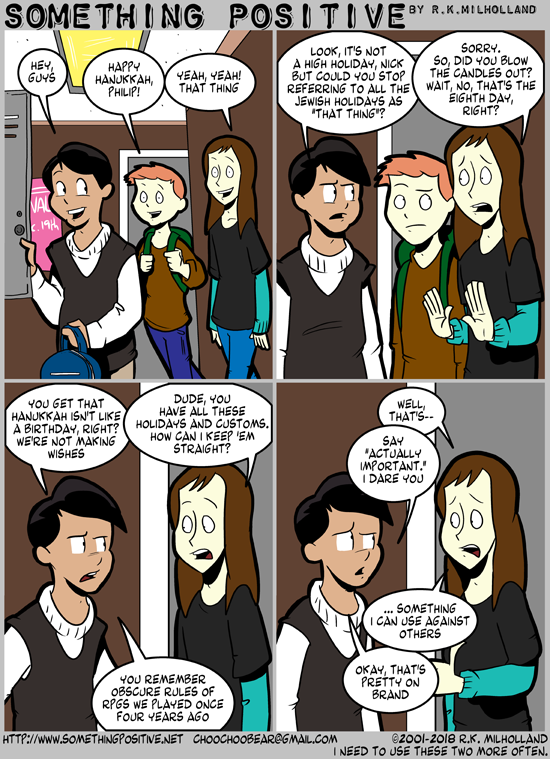 SOMETHING POSITIVE BY R.K.MILHOLLAND
HEY,
GUYS
HAPPY
HANUKKAH,
PHILIP!
YEAH, YEAH!
THAT THING
VAL
c. 19th
LOOK, IT'S NOT
A HIGH HOLIDAY, NICK
BUT COULD YOU STOP
REFERRING TO ALL THE
JEWISH HOLIDAYS AS
"THAT THING"?
SORRY.
SO, DID YOU BLOW
THE CANDLES OUT?
WAIT, NO, THAT'S THE
EIGHTH DAY,
RIGHT?
YOU GET THAT
HANUKKAH ISN'T LIKE
A BIRTHDAY, RIGHT?
WE'RE NOT MAKING
WISHES
DUDE, YOU
HAVE ALL THESE
HOLIDAYS AND CUSTOMS.
HOW CAN I KEEP 'EM
STRAIGHT?
YOU REMEMBER
OBSCURE RULES OF
RPGS WE PLAYED ONCE
FOUR YEARS AGO
WELL,
THAT'S--
SAY
"ACTUALLY
IMPORTANT."
I DARE YOU
... SOMETHING
I CAN USE AGAINST
OTHERS
OKAY, THAT'S
PRETTY ON
BRAND
HTTP://WWW.SOMETHINGPOSITIVE.NET CHOOCHOOBEAR@GMAIL.COM ©2001-2018 R.K. MILHOLLAND
I NEED TO USE THESE TWO MORE OFTEN.